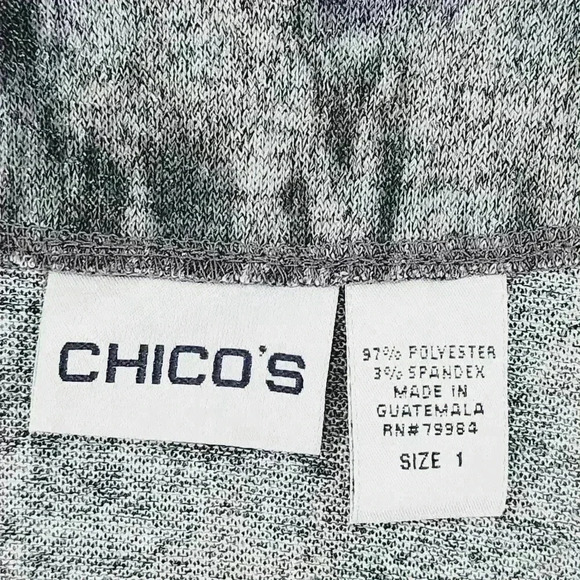 CHICO'S
97% POLYESTER
3% SPANDEX
MADE IN
GUATEMALA
RN#79984
SIZE 1